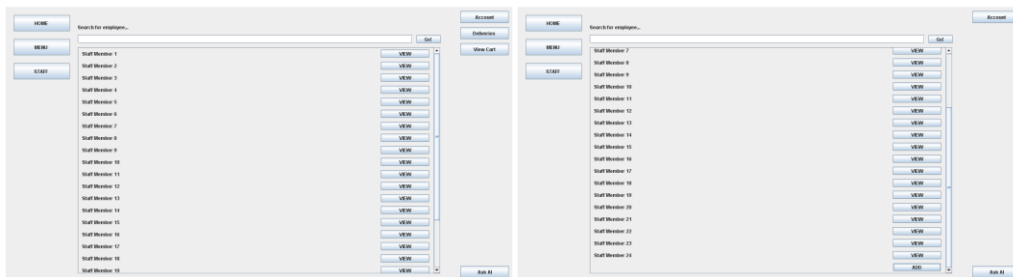 Account
HOME
Search for employee...
Deliveries
Go!
MENU
View Cart
Staff Member 1 VIEW
Staff Member 2 VIEW
STAFF
Staff Member 3 VIEW
Staff Member 4 VIEW
Staff Member 5 VIEW
Staff Member 6 VIEW
Staff Member 7 VIEW
Staff Member 8 VIEW
Staff Member 9 VIEW
Staff Member 10 VIEW
Staff Member 11 VIEW
Staff Member 12 VIEW
Staff Member 13 VIEW
Staff Member 14 VIEW
Staff Member 15 VIEW
Staff Member 16 VIEW
Staff Member 17 VIEW
Staff Member 18 VIEW
Staff Member 19 VIEW
Ask AI
Account
HOME
Search for employee...
Go!
MENU
Staff Member 7 VIEW
Staff Member 8 VIEW
STAFF
Staff Member 9 VIEW
Staff Member 10 VIEW
Staff Member 11 VIEW
Staff Member 12 VIEW
Staff Member 13 VIEW
Staff Member 14 VIEW
Staff Member 15 VIEW
Staff Member 16 VIEW
Staff Member 17 VIEW
Staff Member 18 VIEW
Staff Member 19 VIEW
Staff Member 20 VIEW
Staff Member 21 VIEW
Staff Member 22 VIEW
Staff Member 23 VIEW
Staff Member 24 VIEW
ADD
Ask AI